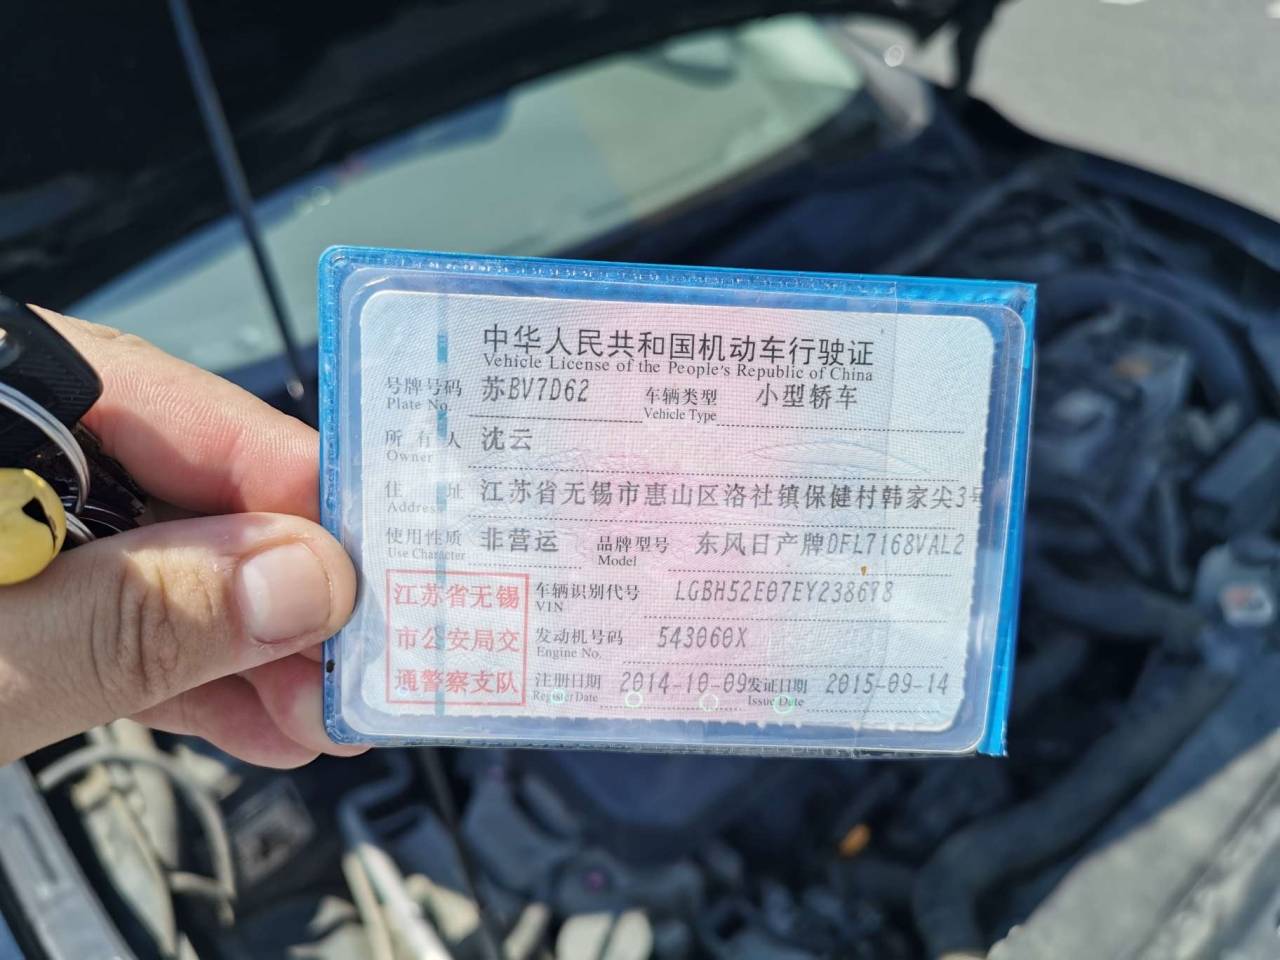 中华人民共和国机动车行驶证
Vehicle License of the People's Republic of China
号牌号码 苏BV7D62 车辆类型 小型轿车
Plate No. Vehicle Type
所有人 沈云
Owner
住址 江苏省无锡市惠山区洛社镇保健村韩家尖3号
Address
使用性质 非营运 品牌型号 东风日产牌DFL7168VAL2
Use Character Model
江苏省无锡 车辆识别代号 LGBH52E07EY238678
VIN
市公安局交 发动机号码 543060X
Engine No.
通警察支队 注册日期 2014-10-09 发证日期 2015-09-14
Register Date Issue Date